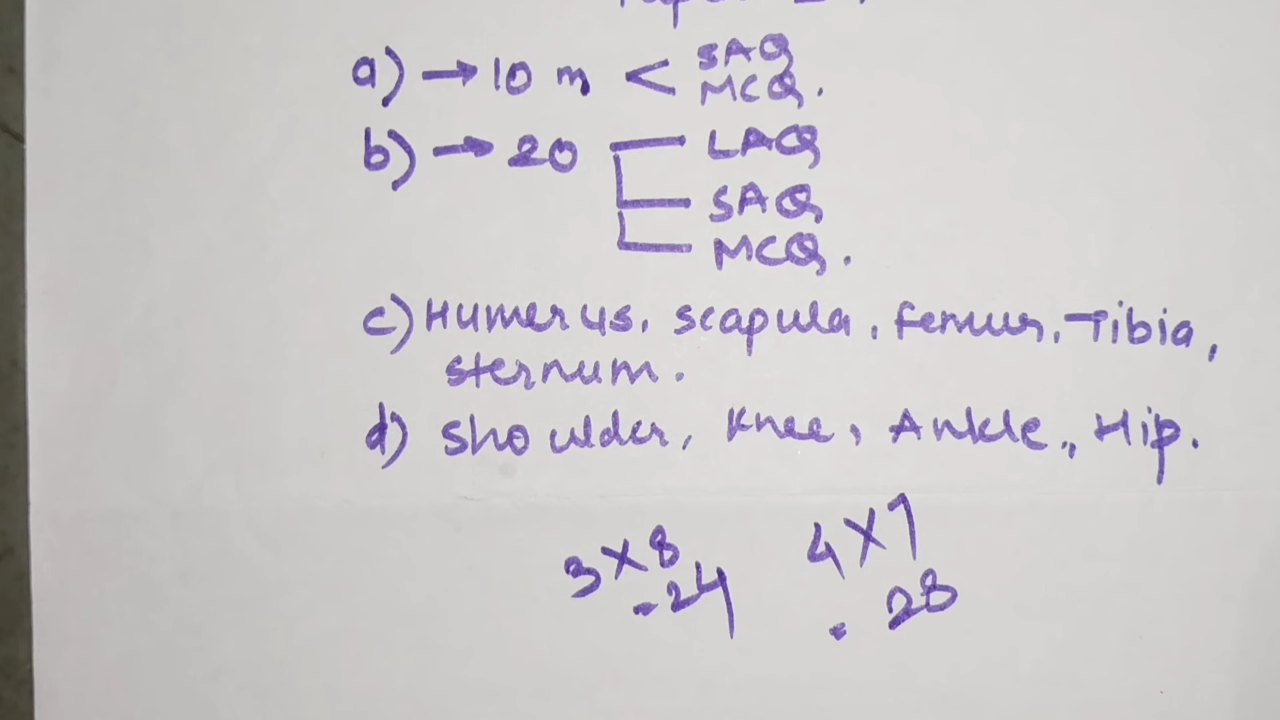 a) → 10 m < SAQ
MCQ.
b) → 20 LAQ
SAQ
MCQ.
c) Humerus, scapula, femur, Tibia,
sternum.
d) Shoulder, Knee, Ankle, Hip.
3 X 8 4 X 7
24 28